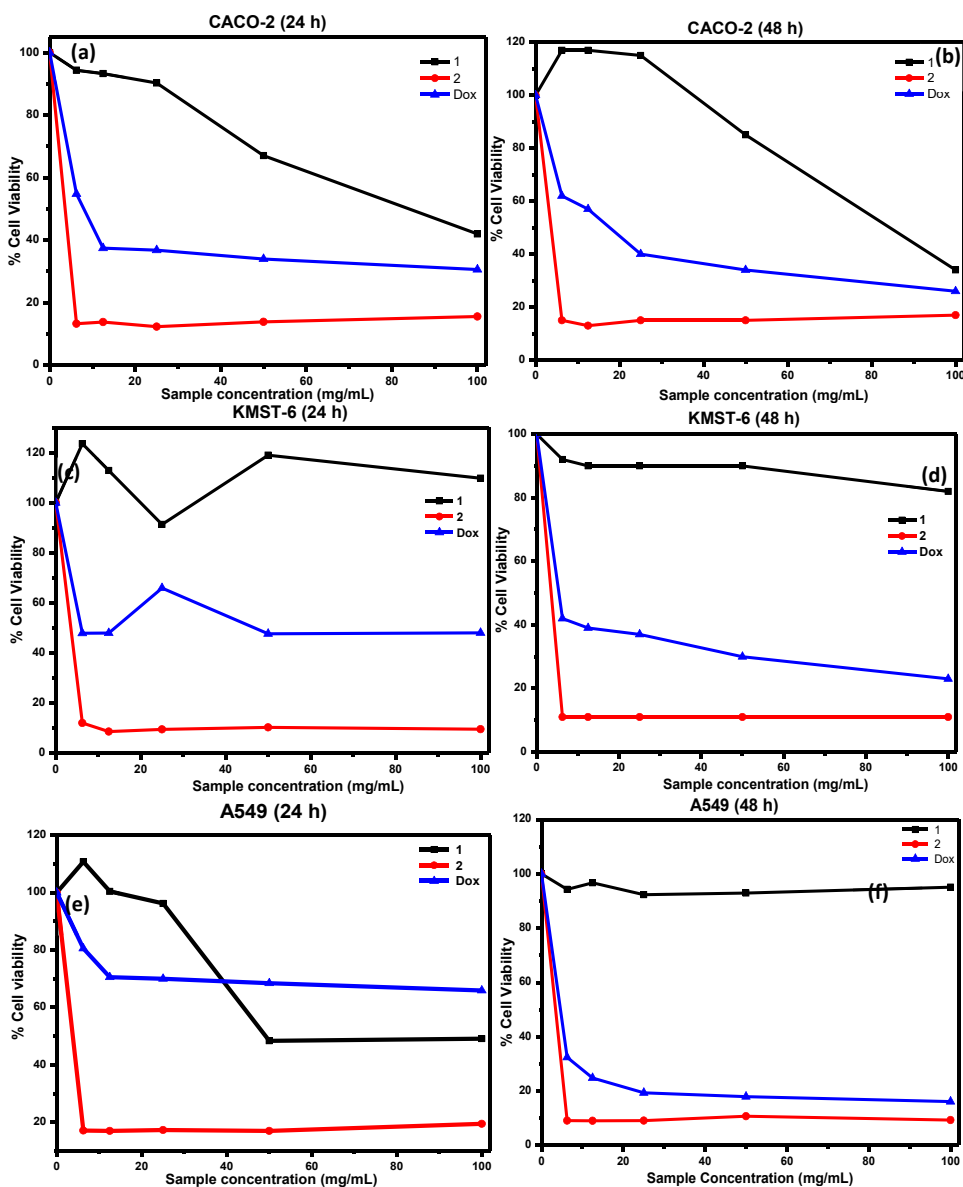 CACO-2 (24 h)
(a)
1
2
Dox
% Cell Viability
100
80
60
40
20
0
0 20 40 60 80 100
Sample concentration (mg/mL)
CACO-2 (48 h)
(b)
1
2
Dox
% Cell Viability
120
100
80
60
40
20
0
0 20 40 60 80 100
Sample concentration (mg/mL)
KMST-6 (24 h)
(c)
1
2
Dox
% Cell Viability
120
100
80
60
40
20
0
0 20 40 60 80 100
Sample concentration (mg/mL)
KMST-6 (48 h)
(d)
1
2
Dox
% Cell Viability
100
80
60
40
20
0
0 20 40 60 80 100
Sample concentration (mg/mL)
A549 (24 h)
(e)
1
2
Dox
% Cell viability
120
100
80
60
40
20
0 20 40 60 80 100
Sample Concentration (mg/mL)
A549 (48 h)
(f)
1
2
Dox
% Cell Viability
120
100
80
60
40
20
0
0 20 40 60 80 100
Sample Concentration (mg/mL)